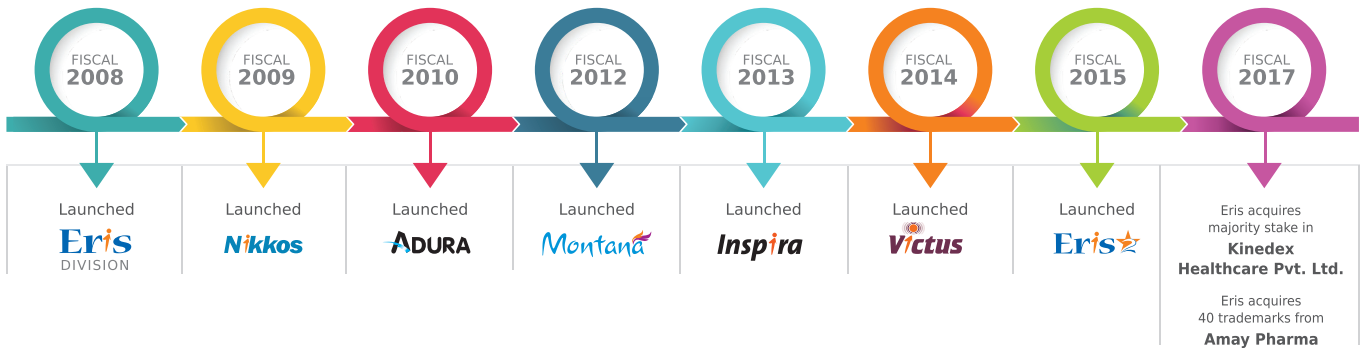 FISCAL
2008
FISCAL
2009
FISCAL
2010
FISCAL
2012
FISCAL
2013
FISCAL
2014
FISCAL
2015
FISCAL
2017
Launched
Eris
DIVISION
Launched
Nikkos
Launched
ADURA
Launched
Montana
Launched
Inspira
Launched
Victus
Launched
Eris
Eris acquires
majority stake in
Kinedex
Healthcare Pvt. Ltd.
Eris acquires
40 trademarks from
Amay Pharma